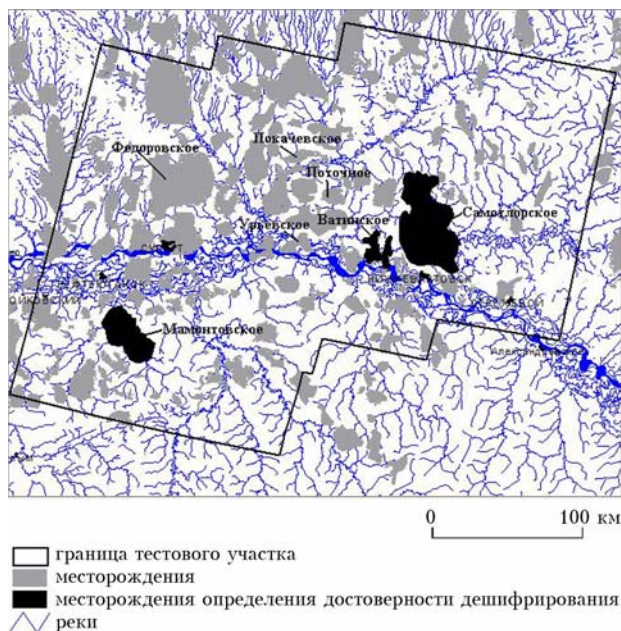 Покачевское
Федоровское
Поточное
Урьевское
Ватинское
Самотлорское
Мамонтовское
0 100 км
граница тестового участка
месторождения
месторождения определения достоверности дешифрирования
реки